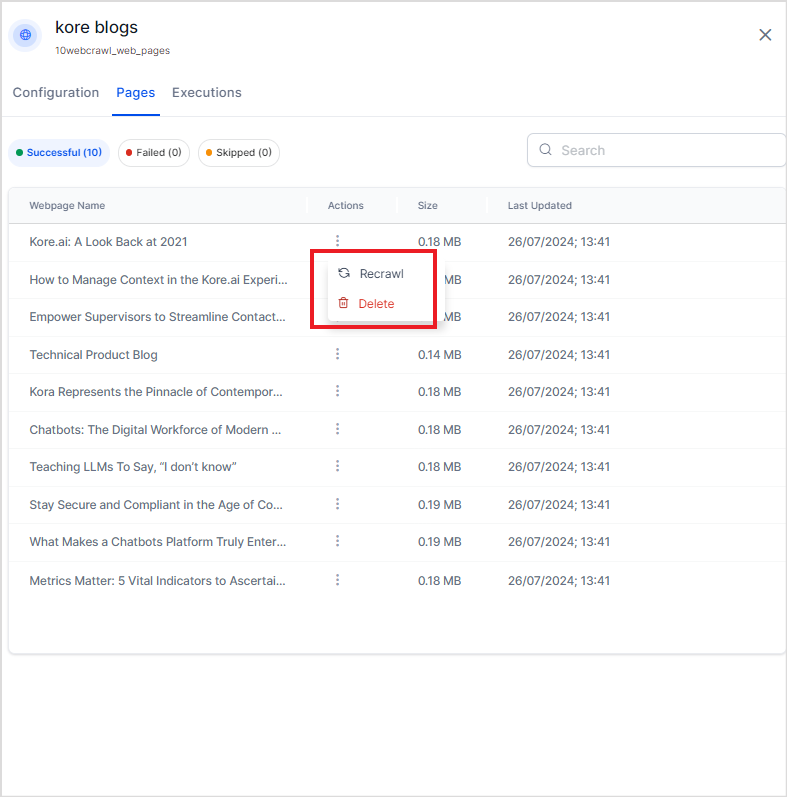 kore blogs
10webcrawl_web_pages
Configuration Pages Executions
Successful (10) Failed (0) Skipped (0) Search
Webpage Name Actions Size Last Updated
Kore.ai: A Look Back at 2021 0.18 MB 26/07/2024; 13:41
How to Manage Context in the Kore.ai Experi... MB 26/07/2024; 13:41
Recrawl
Empower Supervisors to Streamline Contact... MB 26/07/2024; 13:41
Delete
Technical Product Blog 0.14 MB 26/07/2024; 13:41
Kora Represents the Pinnacle of Contempor... 0.18 MB 26/07/2024; 13:41
Chatbots: The Digital Workforce of Modern ... 0.18 MB 26/07/2024; 13:41
Teaching LLMs To Say, “I don’t know” 0.18 MB 26/07/2024; 13:41
Stay Secure and Compliant in the Age of Co... 0.19 MB 26/07/2024; 13:41
What Makes a Chatbots Platform Truly Enter... 0.19 MB 26/07/2024; 13:41
Metrics Matter: 5 Vital Indicators to Ascertai... 0.18 MB 26/07/2024; 13:41